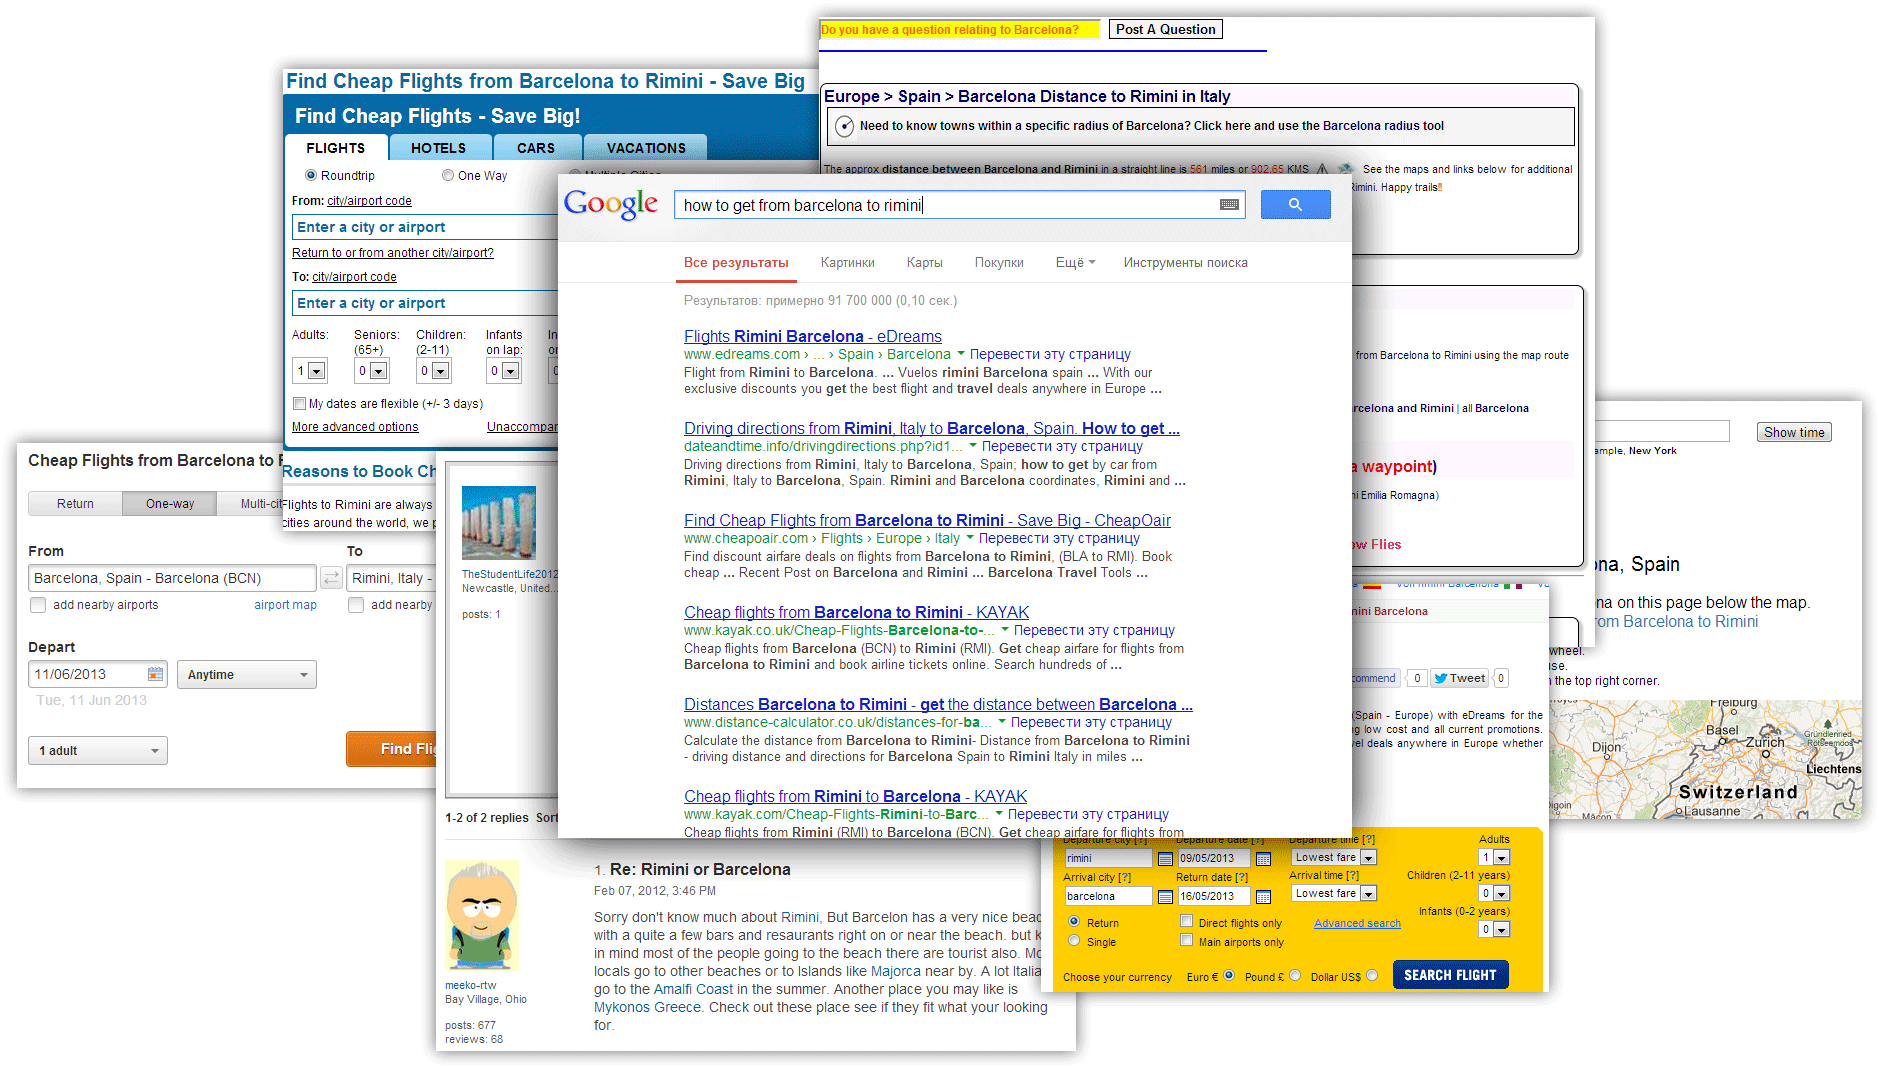 Do you have a question relating to Barcelona?
Post A Question
Europe > Spain > Barcelona Distance to Rimini in Italy
Need to know towns within a specific radius of Barcelona? Click here and use the Barcelona radius tool
The approx distance between Barcelona and Rimini in a straight line is 561 miles or 902.65 KMS
See the maps and links below for additional
Rimini. Happy trails!!
from Barcelona to Rimini using the map route
rcelona and Rimini | all Barcelona
a waypoint)
ni Emilia Romagna)
ow Flies
Find Cheap Flights from Barcelona to Rimini - Save Big
Find Cheap Flights - Save Big!
FLIGHTS HOTELS CARS VACATIONS
Roundtrip One Way Multiple Cities
From: city/airport code
Enter a city or airport
Return to or from another city/airport?
To: city/airport code
Enter a city or airport
Adults: Seniors: Children: Infants In
(65+) (2-11) on lap: or
1 0 0 0 0
My dates are flexible (+/- 3 days)
More advanced options Unaccompan
Reasons to Book Ch
Flights to Rimini are always
cities around the world, we p
Google
how to get from barcelona to rimini
Все результаты Картинки Карты Покупки Ещё Инструменты поиска
Результатов: примерно 91 700 000 (0,10 сек.)
Flights Rimini Barcelona - eDreams
www.edreams.com › ... › Spain › Barcelona Перевести эту страницу
Flight from Rimini to Barcelona. ... Vuelos rimini Barcelona spain ... With our
exclusive discounts you get the best flight and travel deals anywhere in Europe ...
Driving directions from Rimini, Italy to Barcelona, Spain. How to get ...
dateandtime.info/drivingdirections.php?id1... Перевести эту страницу
Driving directions from Rimini, Italy to Barcelona, Spain; how to get by car from
Rimini, Italy to Barcelona, Spain. Rimini and Barcelona coordinates, Rimini and ...
Find Cheap Flights from Barcelona to Rimini - Save Big - CheapOair
www.cheapoair.com › Flights › Europe › Italy Перевести эту страницу
Find discount airfare deals on flights from Barcelona to Rimini, (BLA to RMI). Book
cheap ... Recent Post on Barcelona and Rimini ... Barcelona Travel Tools ...
Cheap flights from Barcelona to Rimini - KAYAK
www.kayak.co.uk/Cheap-Flights-Barcelona-to-... Перевести эту страницу
Cheap flights from Barcelona (BCN) to Rimini (RMI). Get cheap airfare for flights from
Barcelona to Rimini and book airline tickets online. Search hundreds of ...
Distances Barcelona to Rimini - get the distance between Barcelona ...
www.distance-calculator.co.uk/distances-for-ba... Перевести эту страницу
Calculate the distance from Barcelona to Rimini- Distance from Barcelona to Rimini
- driving distance and directions for Barcelona Spain to Rimini Italy in miles ...
Cheap flights from Rimini to Barcelona - KAYAK
www.kayak.com/Cheap-Flights-Rimini-to-Barc... Перевести эту страницу
Cheap flights from Rimini (RMI) to Barcelona (BCN). Get cheap airfare for flights from
Cheap Flights from Barcelona to R
Return One-way Multi-cit
From To
Barcelona, Spain - Barcelona (BCN) Rimini, Italy -
add nearby airports airport map add nearby
Depart
11/06/2013 Anytime
Tue, 11 Jun 2013
1 adult Find Flig
TheStudentLife2012
Newcastle, United...
posts: 1
1-2 of 2 replies Sort
1. Re: Rimini or Barcelona
Feb 07, 2012, 3:46 PM
Sorry don't know much about Rimini, But Barcelon has a very nice beac
with a quite a few bars and resaurants right on or near the beach. but k
in mind most of the people going to the beach there are tourist also. Mo
locals go to other beaches or to Islands like Majorca near by. A lot Italia
go to the Amalfi Coast in the summer. Another place you may like is
Mykonos Greece. Check out these place see if they fit what your looking
for.
meeko-rtw
Bay Village, Ohio
posts: 677
reviews: 68
Show time
ample, New York
ona, Spain
ona on this page below the map.
rom Barcelona to Rimini
wheel.
use.
n the top right corner.
Freiburg
Basel
Zurich
Gründlenried
Rötseemoos
Dijon
Liechtens
Switzerland
Digoin
Mâcon
Lausanne
von rimini Barcelona
mini Barcelona
commend 0 Tweet 0
(Spain - Europe) with eDreams for the
ng low cost and all current promotions.
vel deals anywhere in Europe whether
Departure city [?] Departure date [?] Departure time [?] Adults
rimini 09/05/2013 Lowest fare 1
Arrival city [?] Return date [?] Arrival time [?] Children (2-11 years)
barcelona 16/05/2013 Lowest fare 0
Infants (0-2 years)
0
Return Direct flights only Advanced search
Single Main airports only
Choose your currency Euro € Pound £ Dollar US$ SEARCH FLIGHT